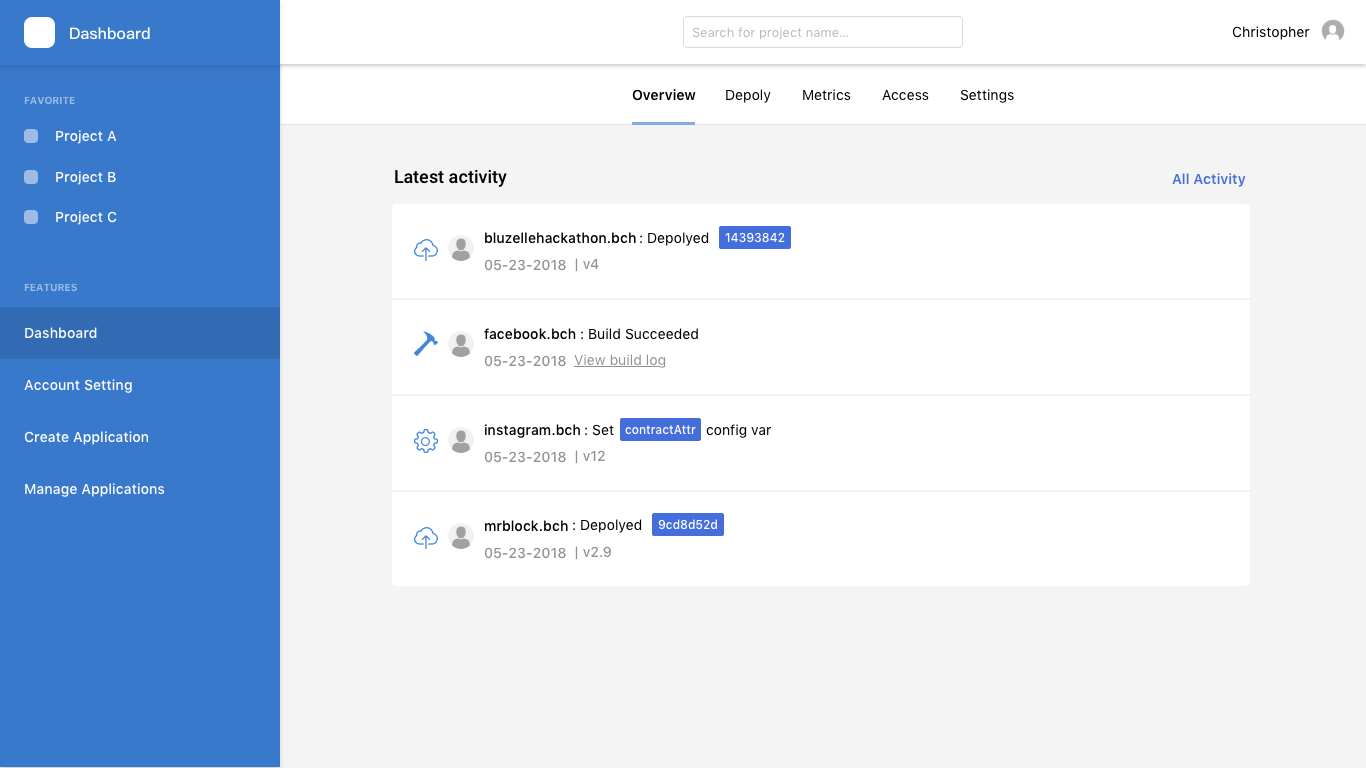 Dashboard
Search for project name...
Christopher
FAVORITE
Project A
Project B
Project C
FEATURES
Dashboard
Account Setting
Create Application
Manage Applications
Overview Depoly Metrics Access Settings
Latest activity
All Activity
bluzellehackathon.bch : Depolyed 14393842
05-23-2018 | v4
facebook.bch : Build Succeeded
05-23-2018 View build log
instagram.bch : Set contractAttr config var
05-23-2018 | v12
mrblock.bch : Depolyed 9cd8d52d
05-23-2018 | v2.9